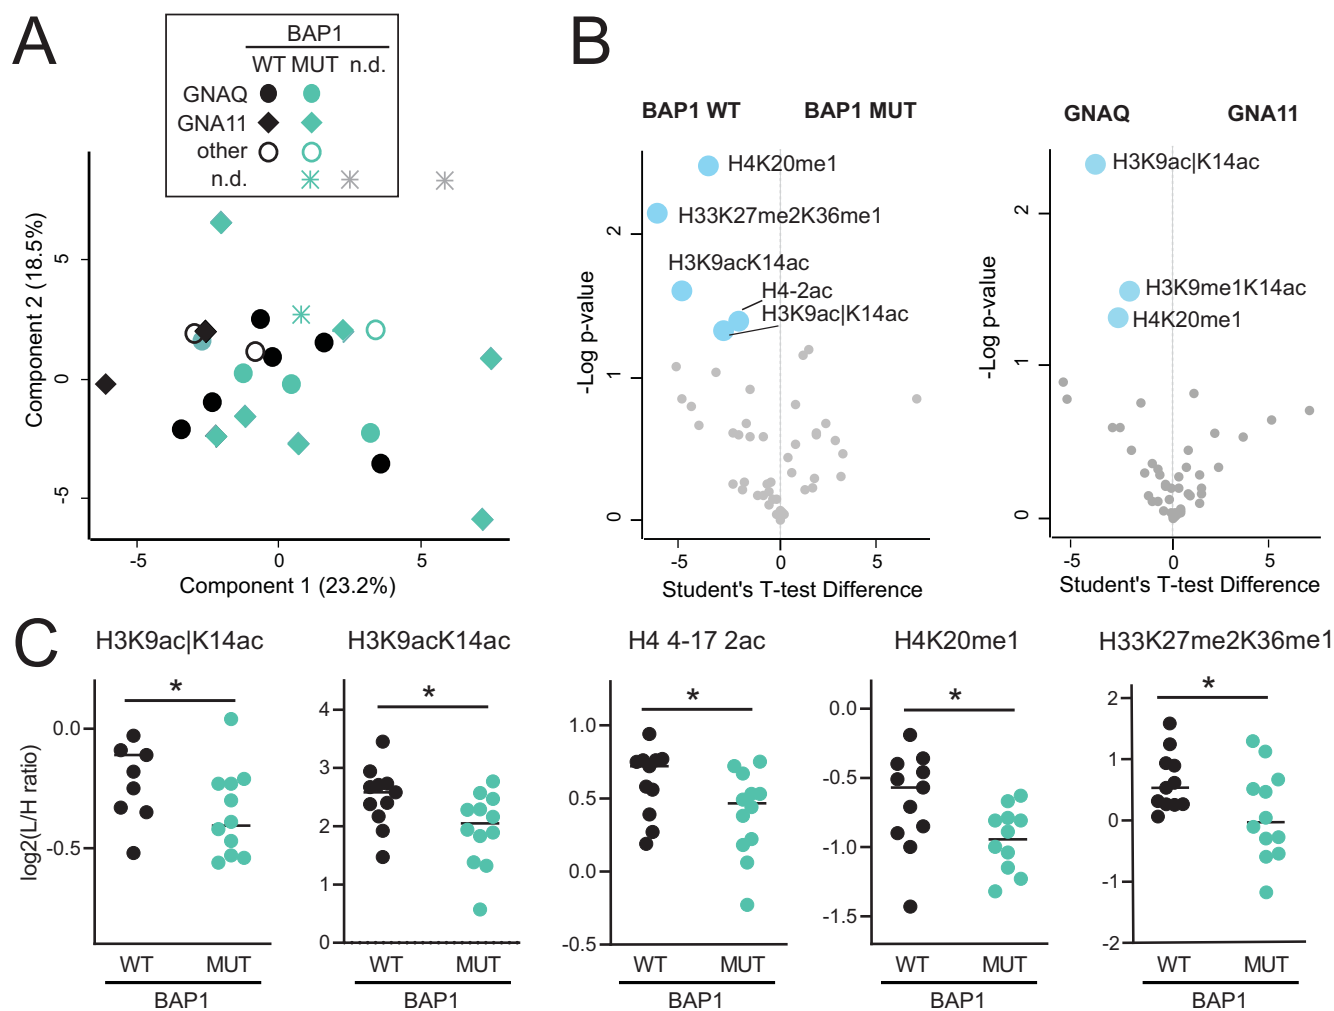 A
BAP1
WT MUT n.d.
GNAQ
GNA11
other
n.d.
Component 2 (18.5%)
5
0
-5
-5 0 5
Component 1 (23.2%)
B
BAP1 WT BAP1 MUT
H4K20me1
H33K27me2K36me1
H3K9acK14ac
H4-2ac
H3K9ac|K14ac
-Log p-value
2
1
0
-5 0 5
Student's T-test Difference
GNAQ GNA11
H3K9ac|K14ac
H3K9me1K14ac
H4K20me1
-Log p-value
2
1
0
-5 0 5
Student's T-test Difference
C
H3K9ac|K14ac
*
log2(L/H ratio)
0.0
-0.5
WT MUT
BAP1
H3K9acK14ac
*
4
3
2
1
0
WT MUT
BAP1
H4 4-17 2ac
*
1.0
0.5
0.0
-0.5
WT MUT
BAP1
H4K20me1
*
0.0
-0.5
-1.0
-1.5
WT MUT
BAP1
H33K27me2K36me1
*
2
1
0
-1
-2
WT MUT
BAP1